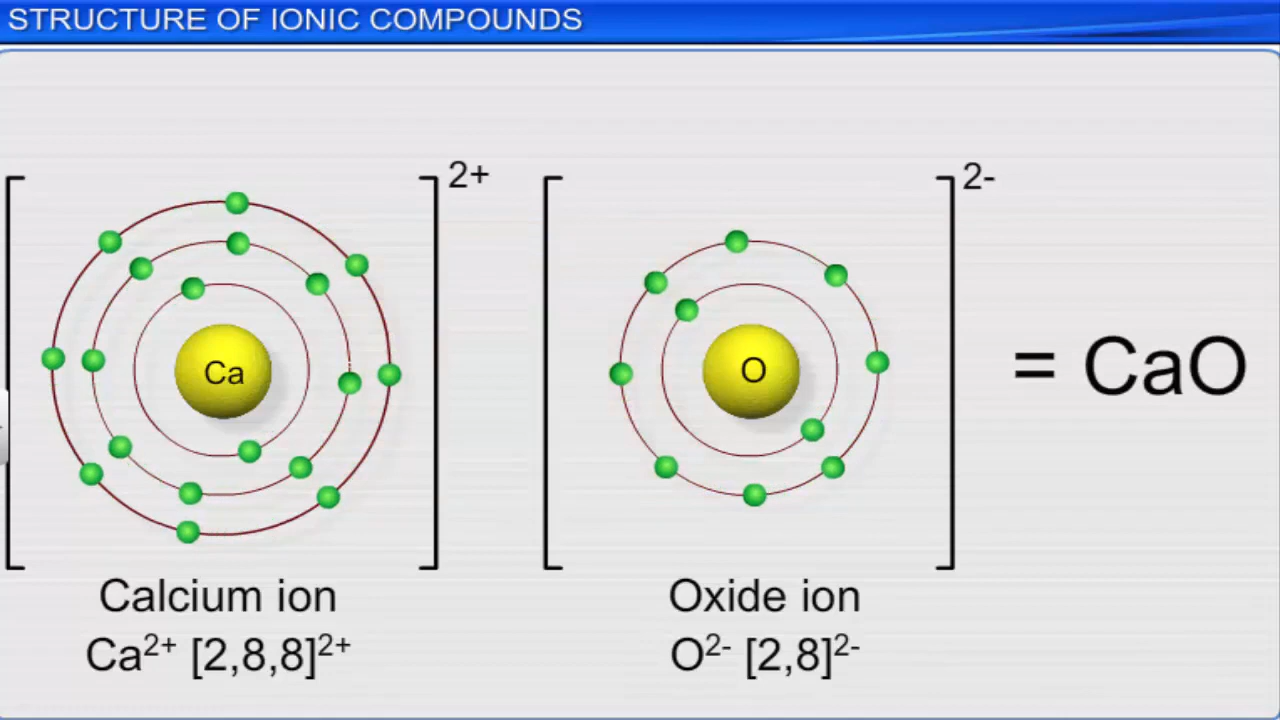 STRUCTURE OF IONIC COMPOUNDS
2+
2-
Ca
O
= CaO
Calcium ion
Oxide ion
Ca²⁺ [2,8,8]²⁺
O²⁻ [2,8]²⁻